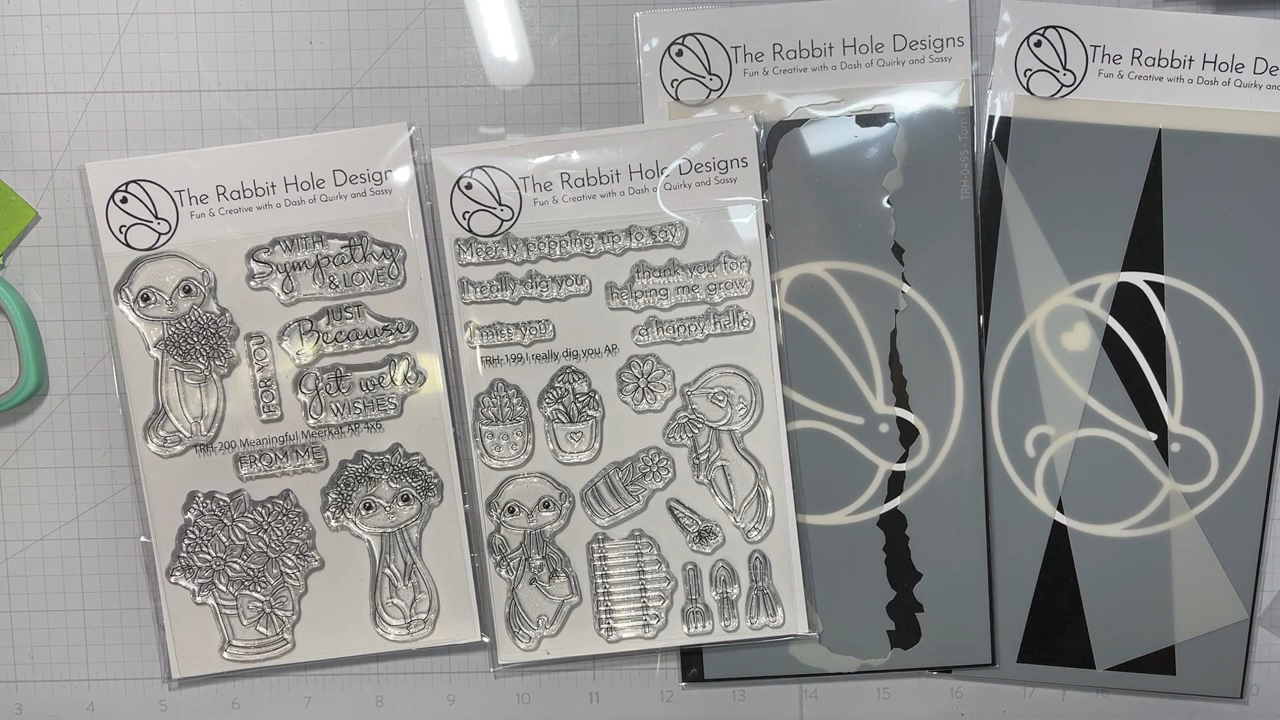 The Rabbit Hole Designs
Fun & Creative with a Dash of Quirky and Sassy
WITH
Sympathy
& LOVE
JUST
Because
FOR YOU
Get well
WISHES
TRH-200 Meaningful Meerkat AP 4x6
FROM ME
The Rabbit Hole Designs
Fun & Creative with a Dash of Quirky and Sassy
Meer-ly popping up to say
I really dig you
thank you for
helping me grow
I miss you
a happy hello
TRH-199 I really dig you AP
The Rabbit Hole Designs
Fun & Creative with a Dash of Quirky and Sassy
TRH-0495 - Torn
The Rabbit Hole De
Fun & Creative with a Dash of Quirky and
3 4 5 6 7 8 9 10 11 12 13 14 15 16 17 18